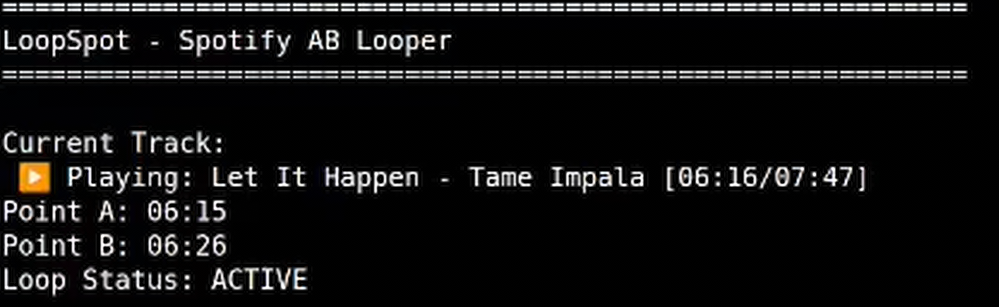 ============================================================
LoopSpot - Spotify AB Looper
============================================================
Current Track:
▶️ Playing: Let It Happen - Tame Impala [06:16/07:47]
Point A: 06:15
Point B: 06:26
Loop Status: ACTIVE